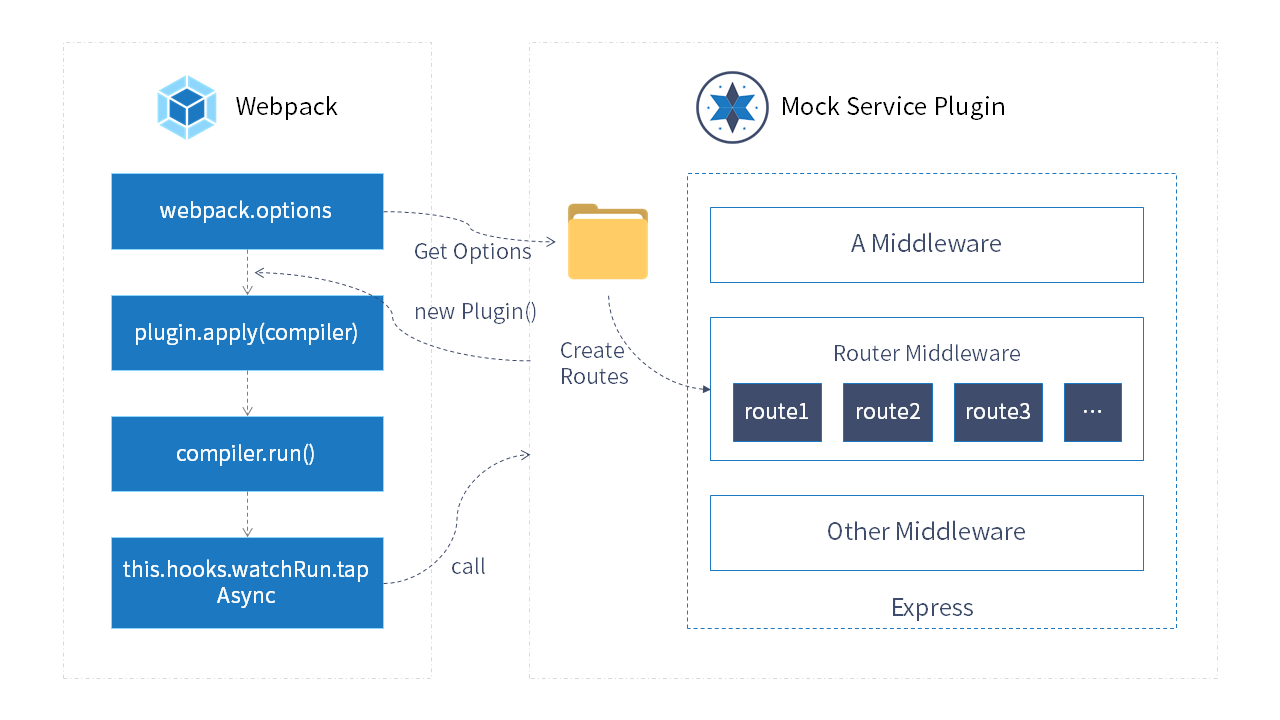 Webpack
webpack.options
plugin.apply(compiler)
compiler.run()
this.hooks.watchRun.tap
Async
Get Options
new Plugin()
call
Mock Service Plugin
Create
Routes
A Middleware
Router Middleware
route1
route2
route3
...
Other Middleware
Express